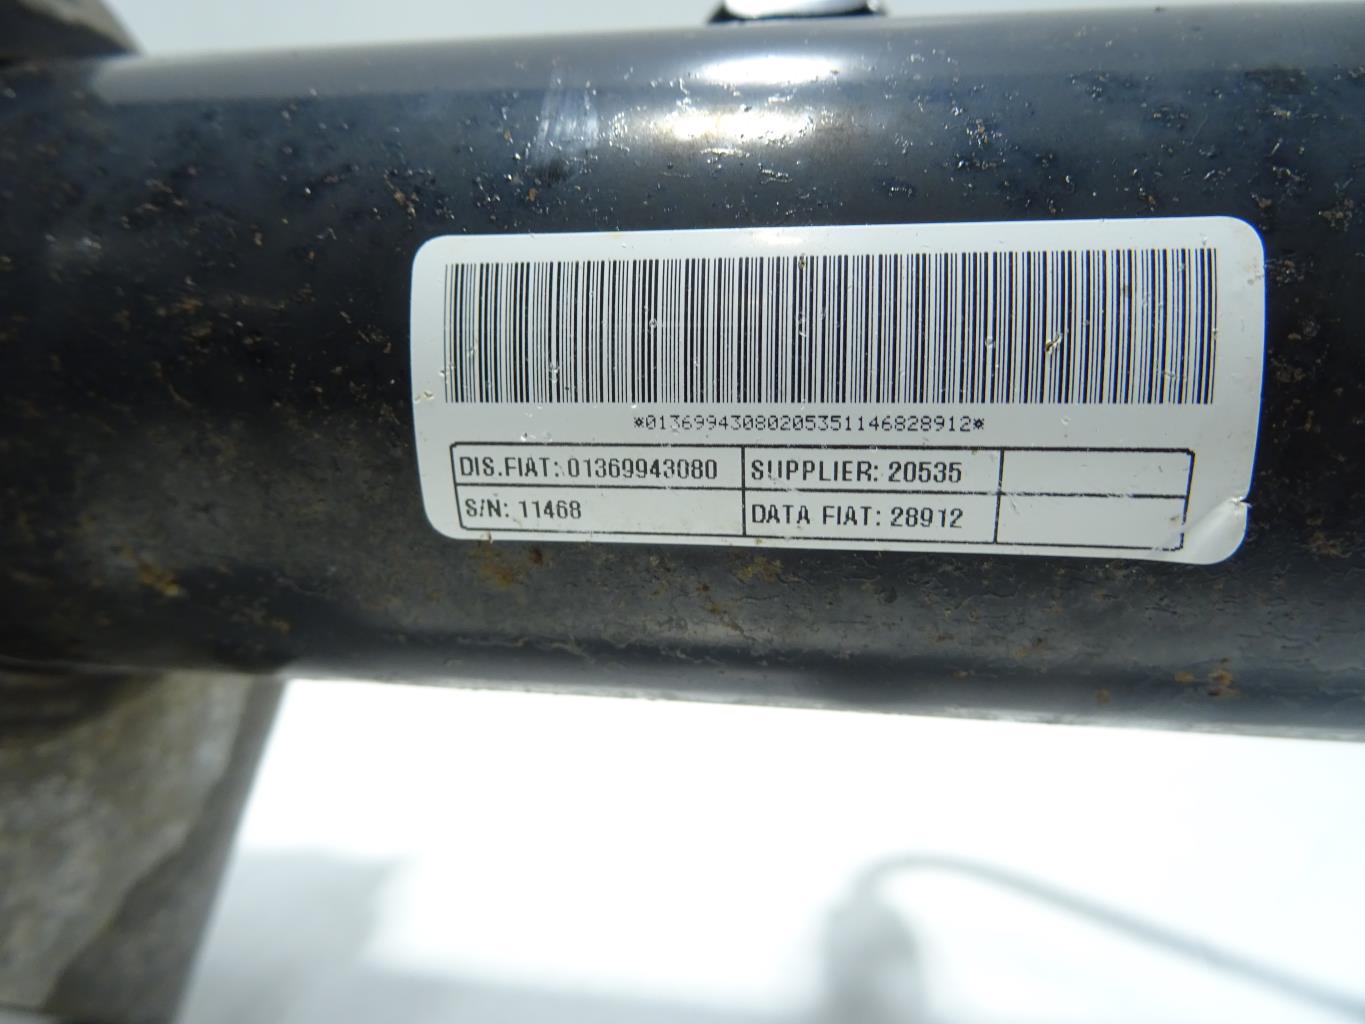 *01369943080205351146828912*
DIS.FIAT: 01369943080 SUPPLIER: 20535
S/N: 11468 DATA FIAT: 28912